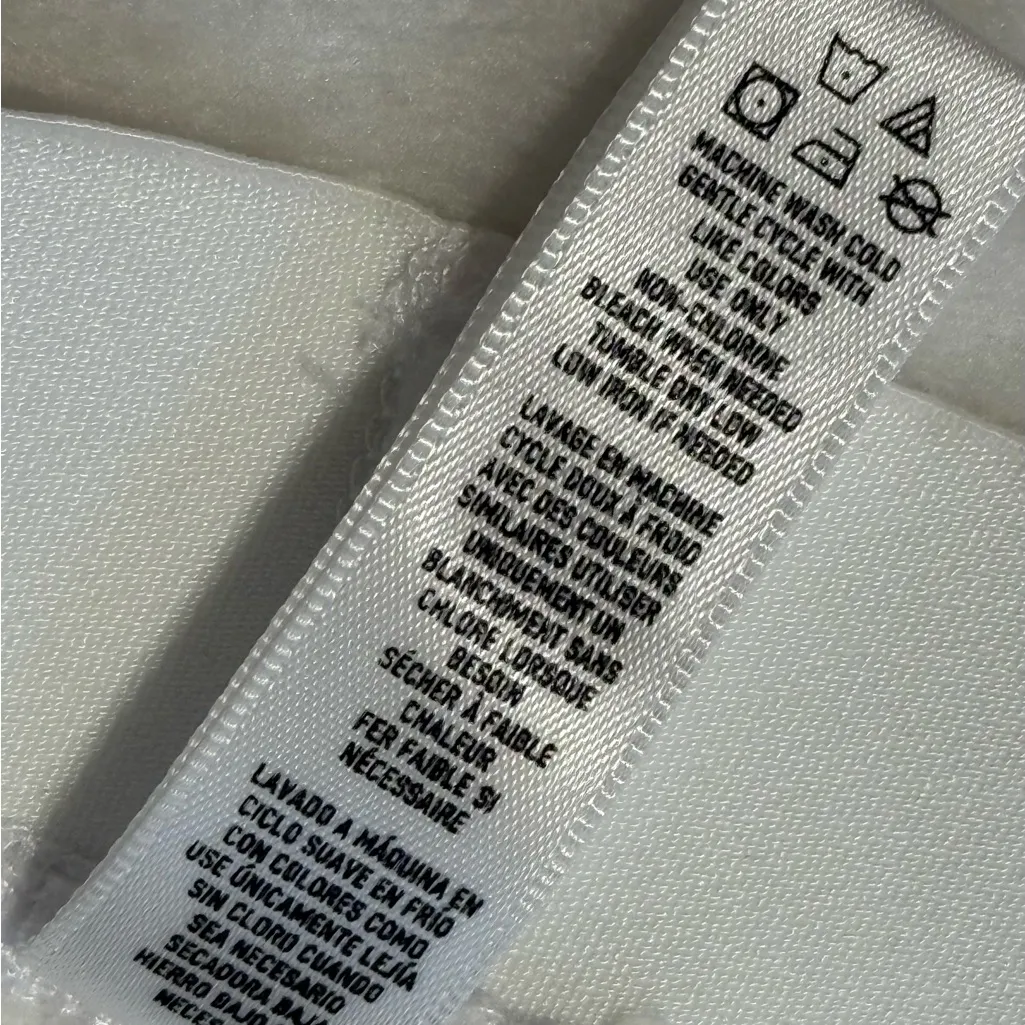 MACHINE WASH COLD
GENTLE CYCLE WITH
LIKE COLORS
USE ONLY
NON-CHLORINE
BLEACH WHEN NEEDED
TUMBLE DRY LOW
LOW IRON IF NEEDED
LAVAGE EN MACHINE
CYCLE DOUX À FROID
AVEC DES COULEURS
SIMILAIRES UTILISER
UNIQUEMENT UN
BLANCHIMENT SANS
CHLORE LORSQUE
BESOIN
SÉCHER À FAIBLE
CHALEUR
FER FAIBLE SI
NÉCESSAIRE
LAVADO A MÁQUINA EN
CICLO SUAVE EN FRÍO
CON COLORES COMO
USE ÚNICAMENTE LEJÍA
SIN CLORO CUANDO
SEA NECESARIO
SECADORA BAJA
HIERRO BAJO